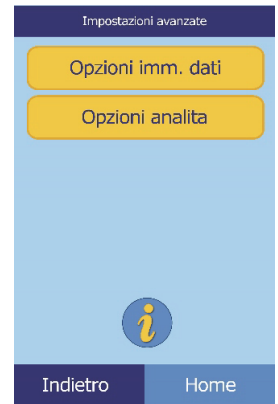 Impostazioni avanzate
Opzioni imm. dati
Opzioni analita
i
Indietro Home